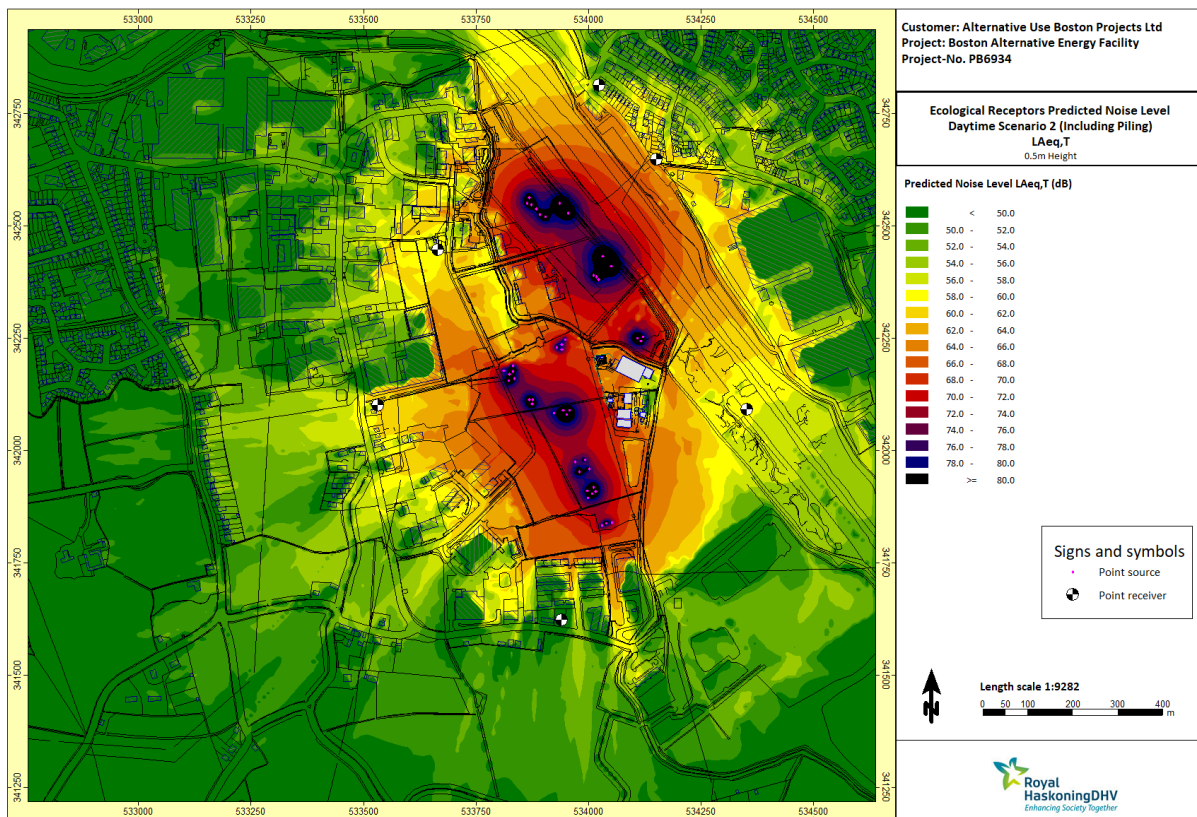 533000 533250 533500 533750 534000 534250 534500
342750 342750
342500 342500
342250 342250
342000 342000
341750 341750
341500 341500
341250 341250
533000 533250 533500 533750 534000 534250 534500
Customer: Alternative Use Boston Projects Ltd
Project: Boston Alternative Energy Facility
Project-No. PB6934
Ecological Receptors Predicted Noise Level
Daytime Scenario 2 (Including Piling)
LAeq,T
0.5m Height
Predicted Noise Level LAeq,T (dB)
< 50.0
50.0 - 52.0
52.0 - 54.0
54.0 - 56.0
56.0 - 58.0
58.0 - 60.0
60.0 - 62.0
62.0 - 64.0
64.0 - 66.0
66.0 - 68.0
68.0 - 70.0
70.0 - 72.0
72.0 - 74.0
74.0 - 76.0
76.0 - 78.0
78.0 - 80.0
>= 80.0
Signs and symbols
Point source
Point receiver
N
Length scale 1:9282
0 50 100 200 300 400
m
Royal
HaskoningDHV
Enhancing Society Together